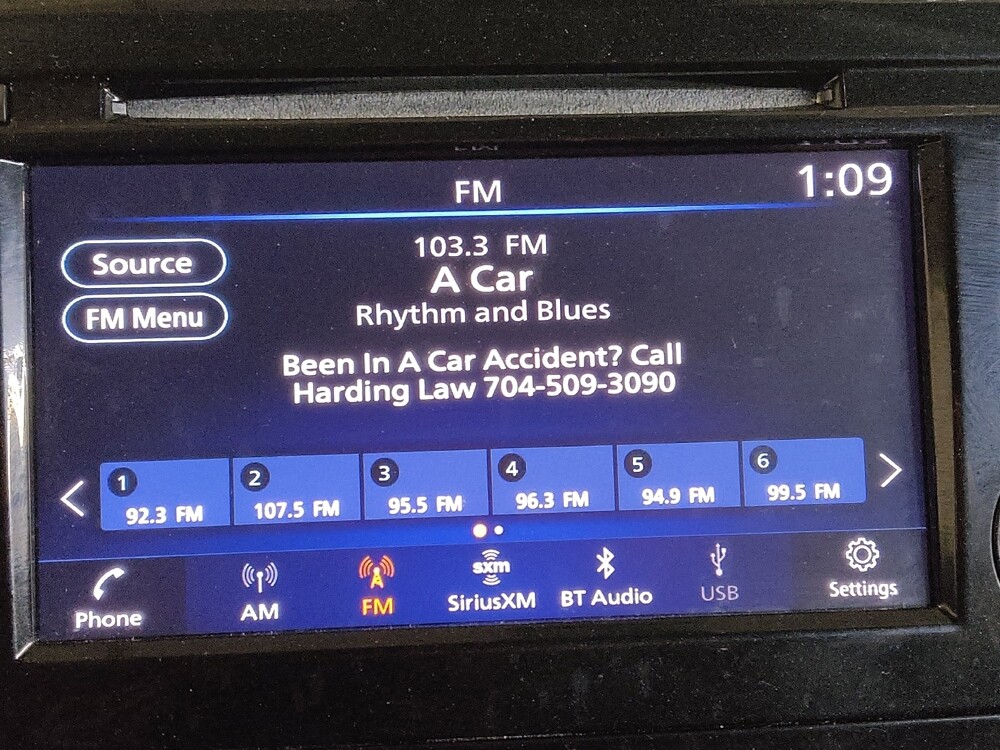 FM
1:09
Source
FM Menu
103.3 FM
A Car
Rhythm and Blues
Been In A Car Accident? Call
Harding Law 704-509-3090
1
92.3 FM
2
107.5 FM
3
95.5 FM
4
96.3 FM
5
94.9 FM
6
99.5 FM
Phone
AM
FM
sxm
SiriusXM
BT Audio
USB
Settings